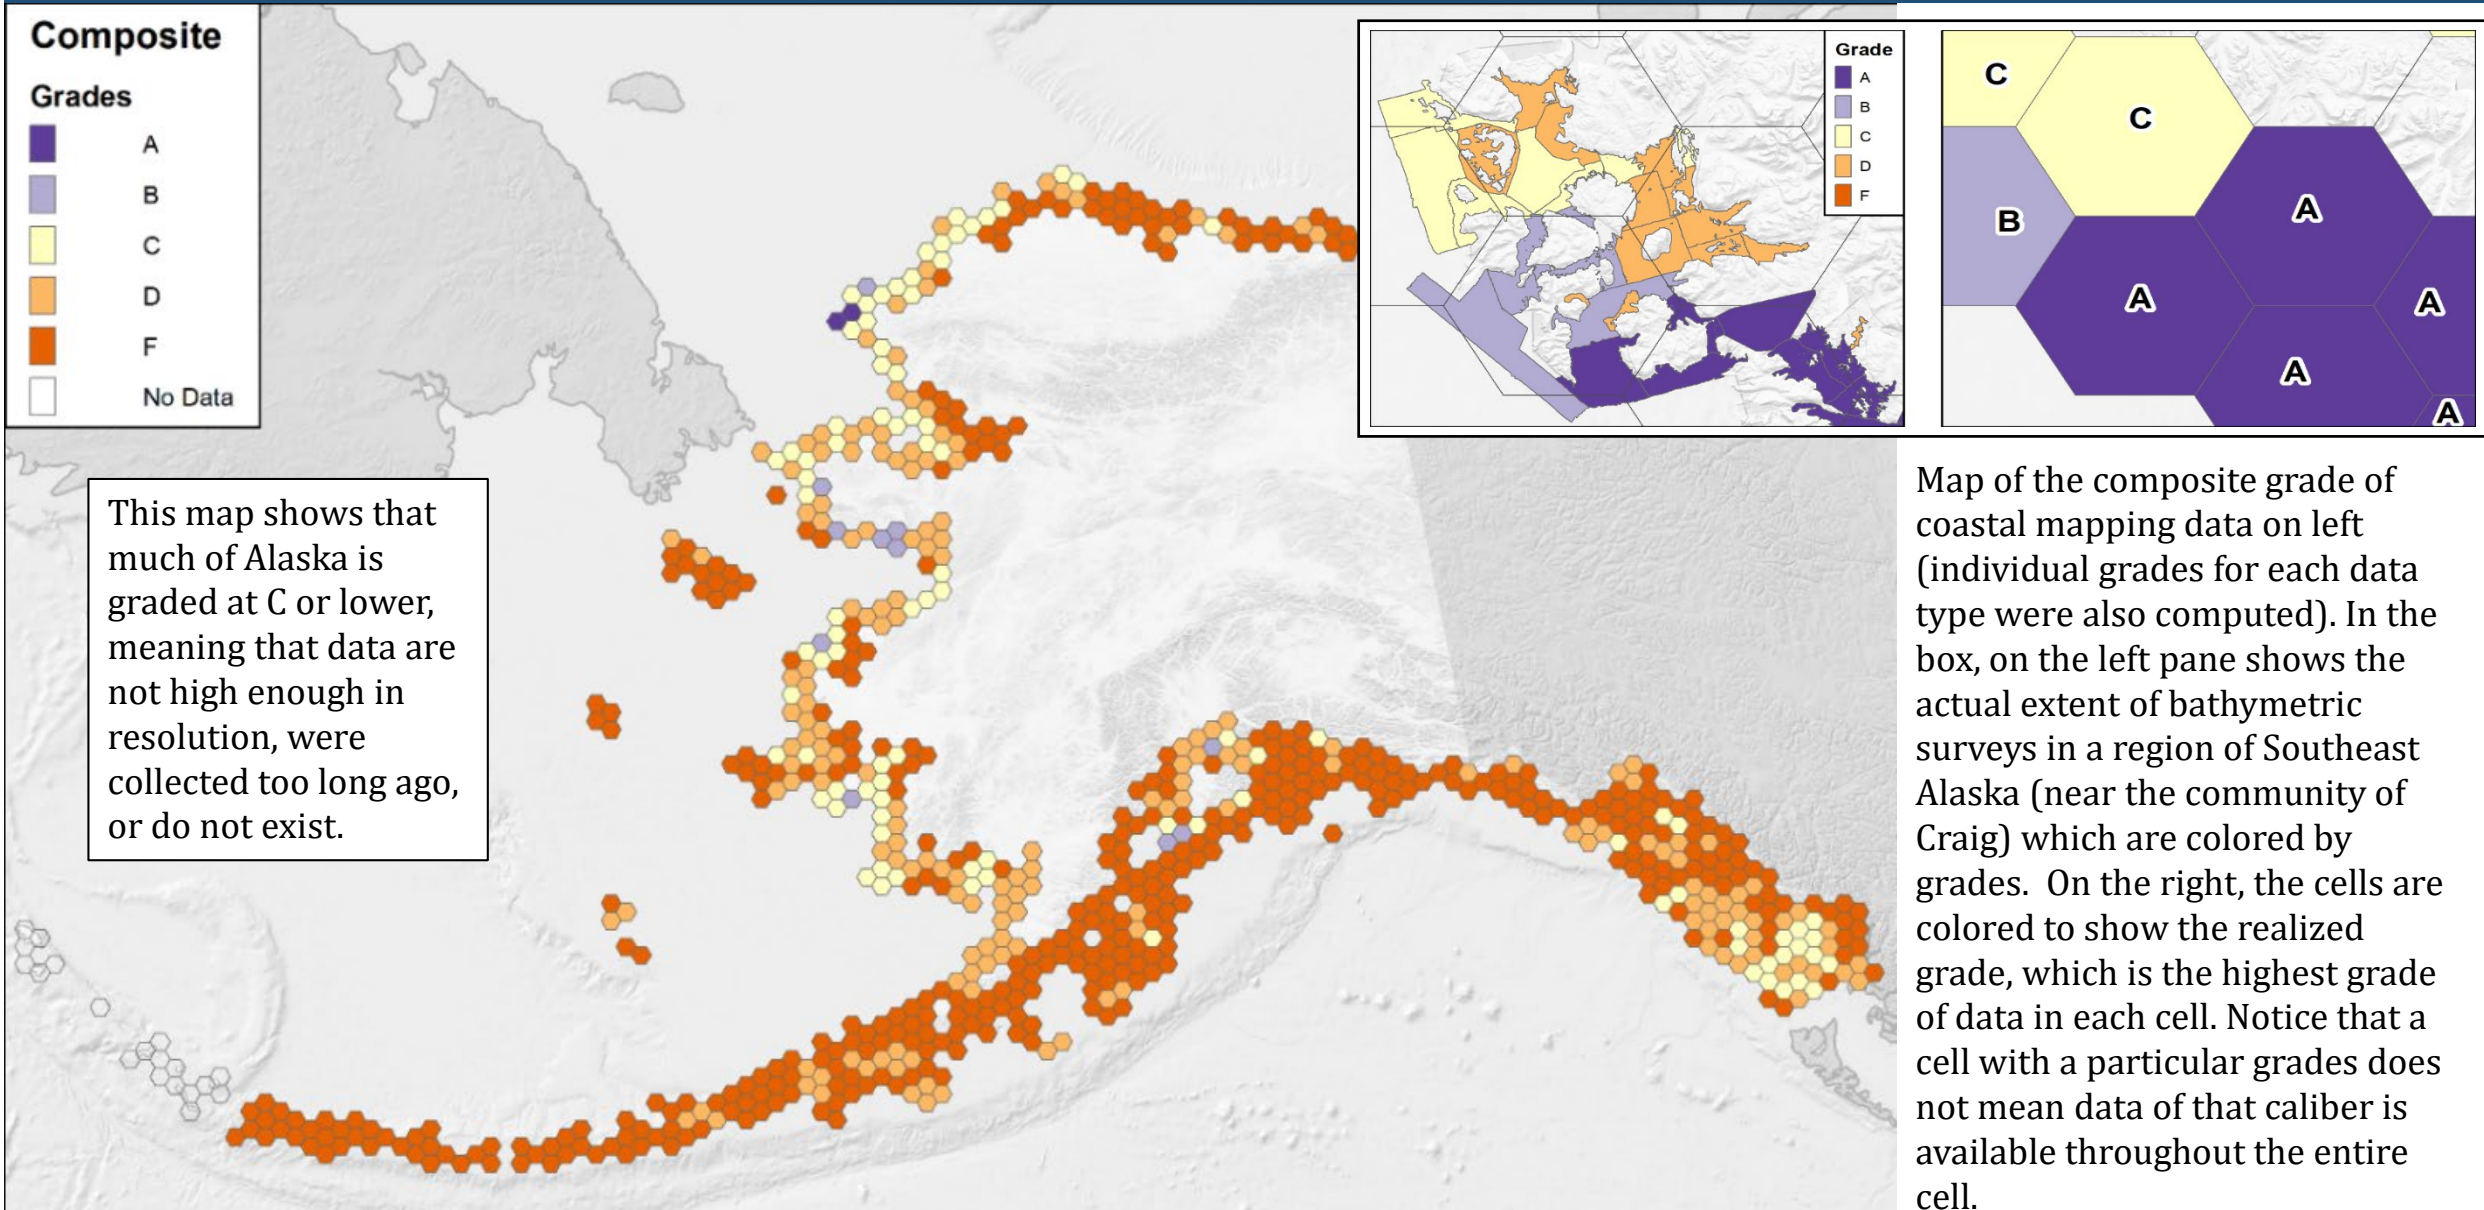 Composite
Grades
A
B
C
D
F
No Data
This map shows that
much of Alaska is
graded at C or lower,
meaning that data are
not high enough in
resolution, were
collected too long ago,
or do not exist.
Grade
A
B
C
D
F
C
C
B
A
A
A
A
A
Map of the composite grade of
coastal mapping data on left
(individual grades for each data
type were also computed). In the
box, on the left pane shows the
actual extent of bathymetric
surveys in a region of Southeast
Alaska (near the community of
Craig) which are colored by
grades.  On the right, the cells are
colored to show the realized
grade, which is the highest grade
of data in each cell. Notice that a
cell with a particular grades does
not mean data of that caliber is
available throughout the entire
cell.